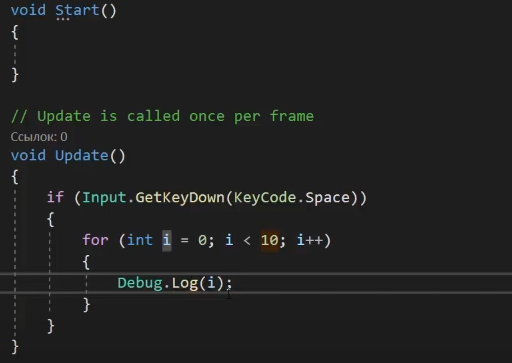 void Start()
{
}
// Update is called once per frame
Ссылок: 0
void Update()
{
if (Input.GetKeyDown(KeyCode.Space))
{
for (int i = 0; i < 10; i++)
{
Debug.Log(i);
}
}
}